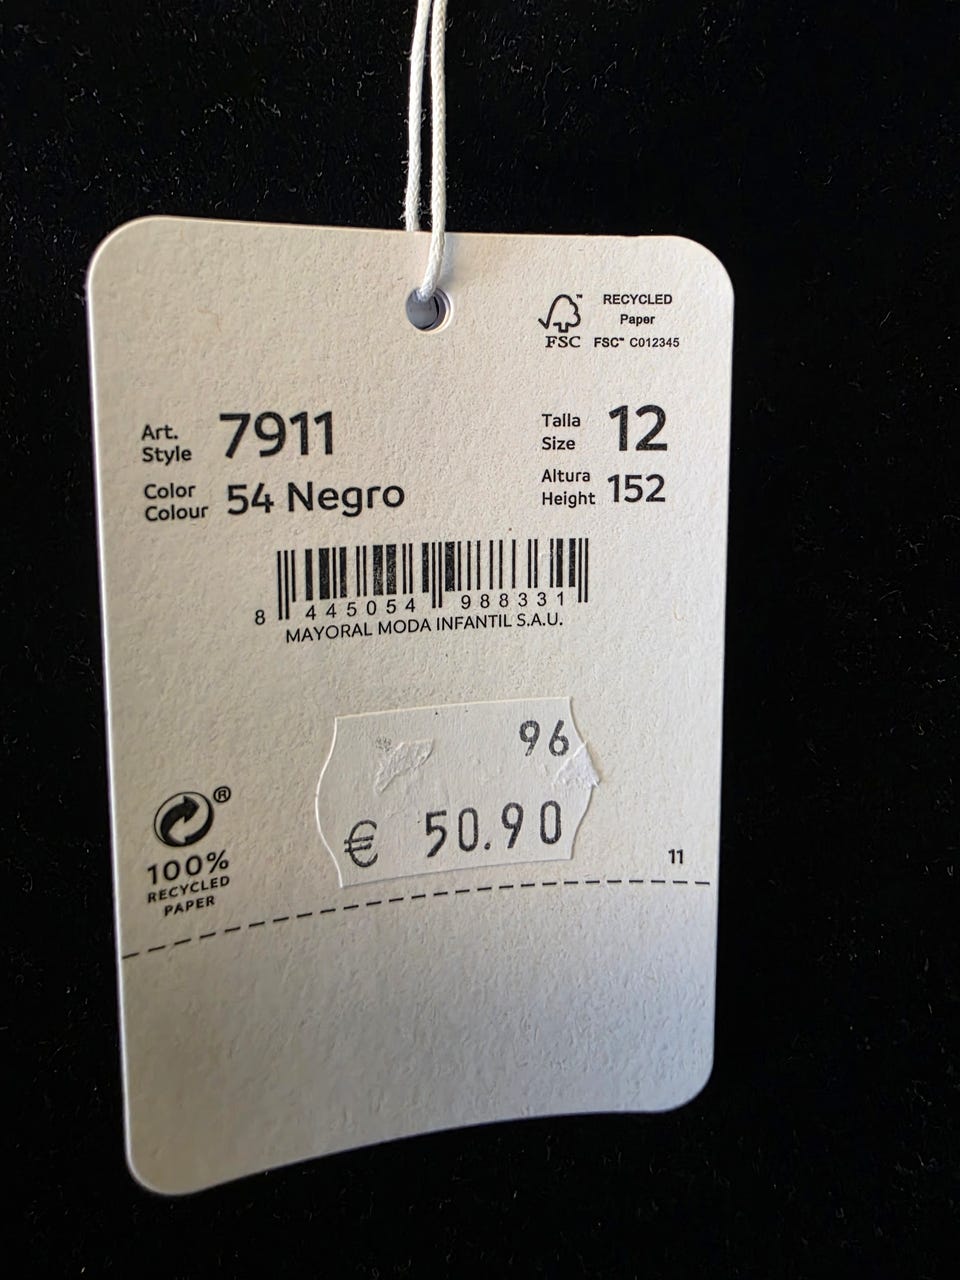 RECYCLED
Paper
FSC™ FSC™ C012345
Art. Style 7911
Talla Size 12
Color Colour 54 Negro
Altura Height 152
8 445054 988331
MAYORAL MODA INFANTIL S.A.U.
96
€ 50.90
11
®
100%
RECYCLED
PAPER